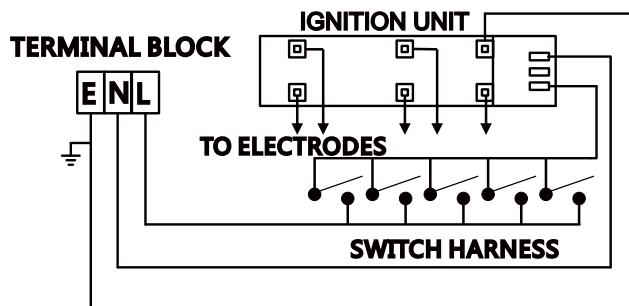 IGNITION UNIT
TERMINAL BLOCK
E N L
TO ELECTRODES
SWITCH HARNESS